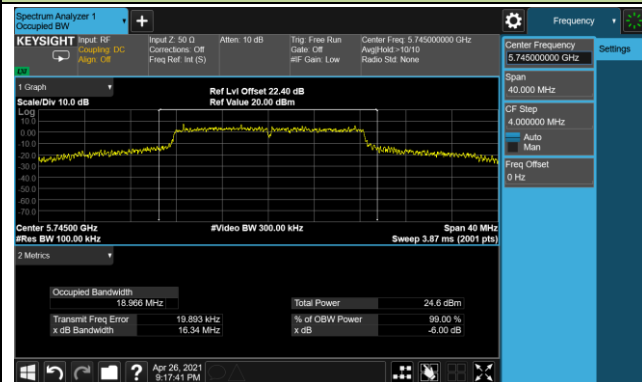 Spectrum Analyzer 1
Occupied BW
Frequency
KEYSIGHT
Input: RF
Coupling: DC
Align: Off
Input Z: 50 Ω
Corrections: Off
Freq Ref: Int (S)
Atten: 10 dB
Trig: Free Run
Gate: Off
#IF Gain: Low
Center Freq: 5.745000000 GHz
Avg|Hold:>10/10
Radio Std: None
Center Frequency
5.745000000 GHz
Settings
Span
40.000 MHz
CF Step
4.000000 MHz
Auto
Man
Freq Offset
0 Hz
1 Graph
Scale/Div 10.0 dB
Ref Lvl Offset 22.40 dB
Ref Value 20.00 dBm
Log
10.0
0.00
-10.0
-20.0
-30.0
-40.0
-50.0
-60.0
-70.0
Center 5.74500 GHz
#Res BW 100.00 kHz
#Video BW 300.00 kHz
Span 40 MHz
Sweep 3.87 ms (2001 pts)
2 Metrics
Occupied Bandwidth
18.966 MHz
Total Power 24.6 dBm
Transmit Freq Error 19.893 kHz
% of OBW Power 99.00 %
x dB Bandwidth 16.34 MHz
x dB -6.00 dB
?
Apr 26, 2021
9:17:41 PM